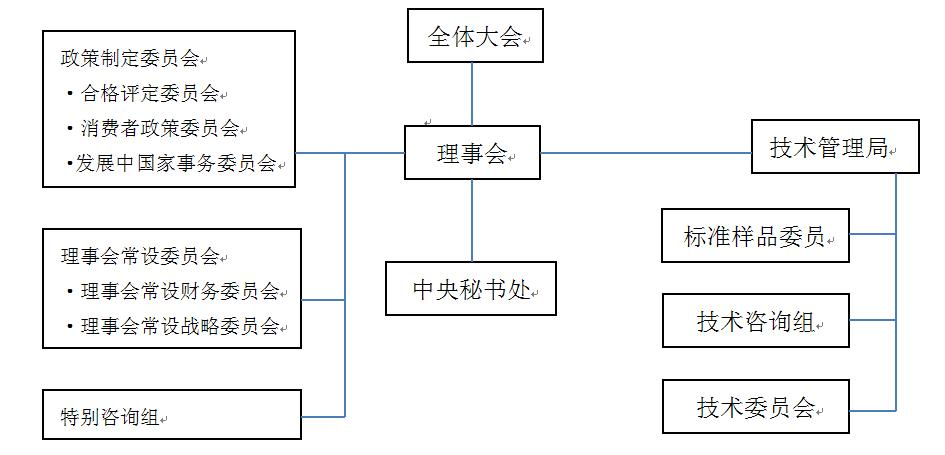 全体大会
政策制定委员会
·合格评定委员会
·消费者政策委员会
·发展中国家事务委员会
理事会
技术管理局
理事会常设委员会
·理事会常设财务委员会
·理事会常设战略委员会
中央秘书处
标准样品委员
技术咨询组
特别咨询组
技术委员会